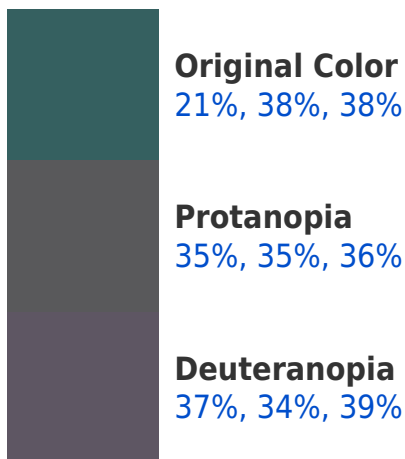 Original Color
21%, 38%, 38%
Protanopia
35%, 35%, 36%
Deuteranopia
37%, 34%, 39%